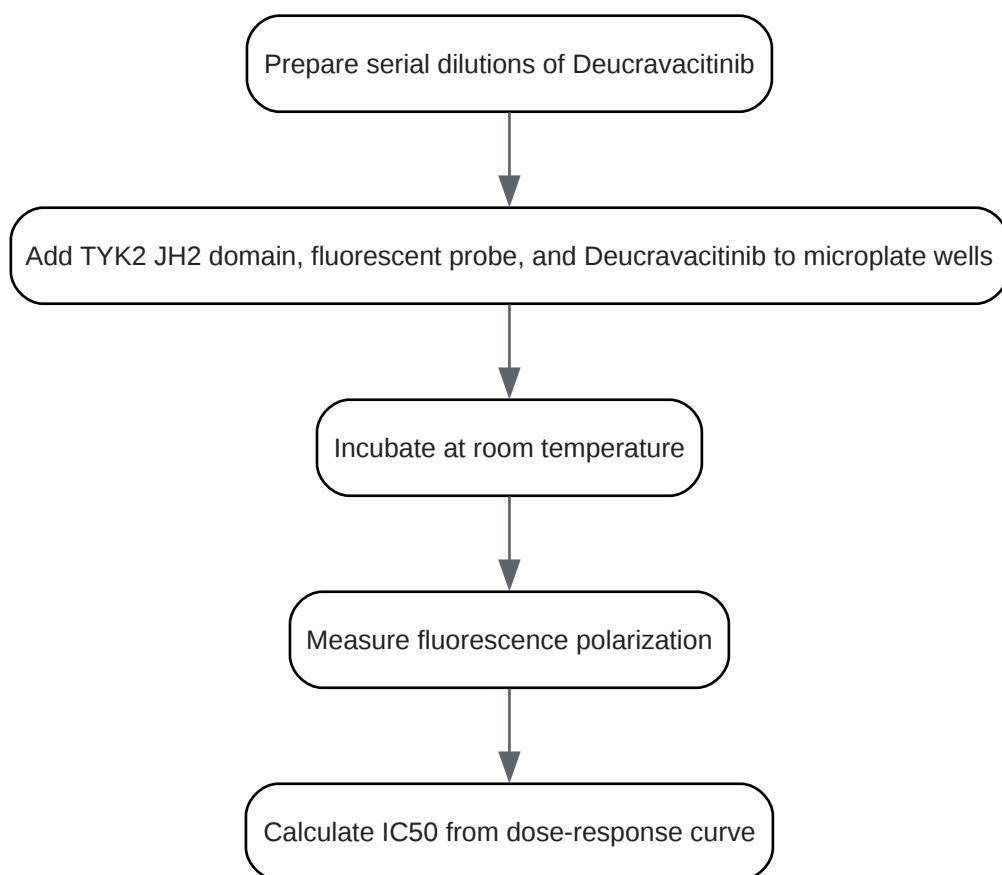 Prepare serial dilutions of Deucravacitinib
Add TYK2 JH2 domain, fluorescent probe, and Deucravacitinib to microplate wells
Incubate at room temperature
Measure fluorescence polarization
Calculate IC50 from dose-response curve